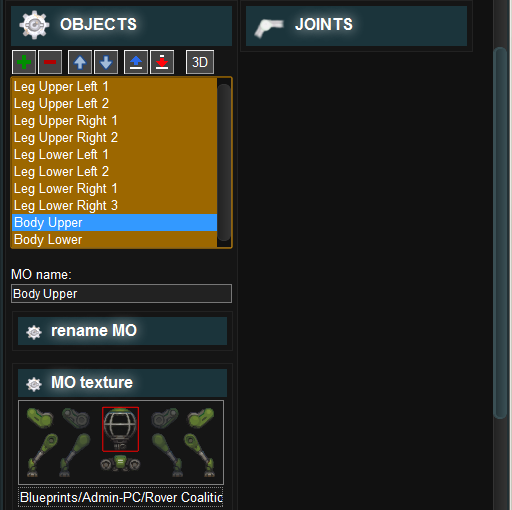 OBJECTS
JOINTS
3D
Leg Upper Left 1
Leg Upper Left 2
Leg Upper Right 1
Leg Upper Right 2
Leg Lower Left 1
Leg Lower Left 2
Leg Lower Right 1
Leg Lower Right 3
Body Upper
Body Lower
MO name:
Body Upper
rename MO
MO texture
Blueprints/Admin-PC/Rover Coalitic